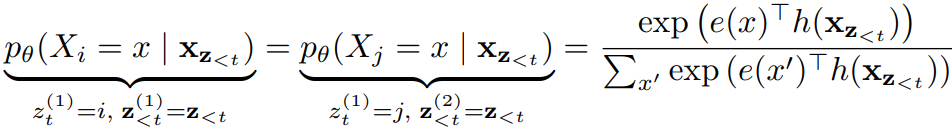 $$\underbrace{p_\theta(X_i = x \mid \mathbf{x}_{\mathbf{z}_{<t}})}_{z_t^{(1)}=i,\ \mathbf{z}_{<t}^{(1)}=\mathbf{z}_{<t}} = \underbrace{p_\theta(X_j = x \mid \mathbf{x}_{\mathbf{z}_{<t}})}_{z_t^{(1)}=j,\ \mathbf{z}_{<t}^{(2)}=\mathbf{z}_{<t}} = \frac{\exp\left(e(x)^\top h(\mathbf{x}_{\mathbf{z}_{<t}})\right)}{\sum_{x'} \exp\left(e(x')^\top h(\mathbf{x}_{\mathbf{z}_{<t}})\right)}$$